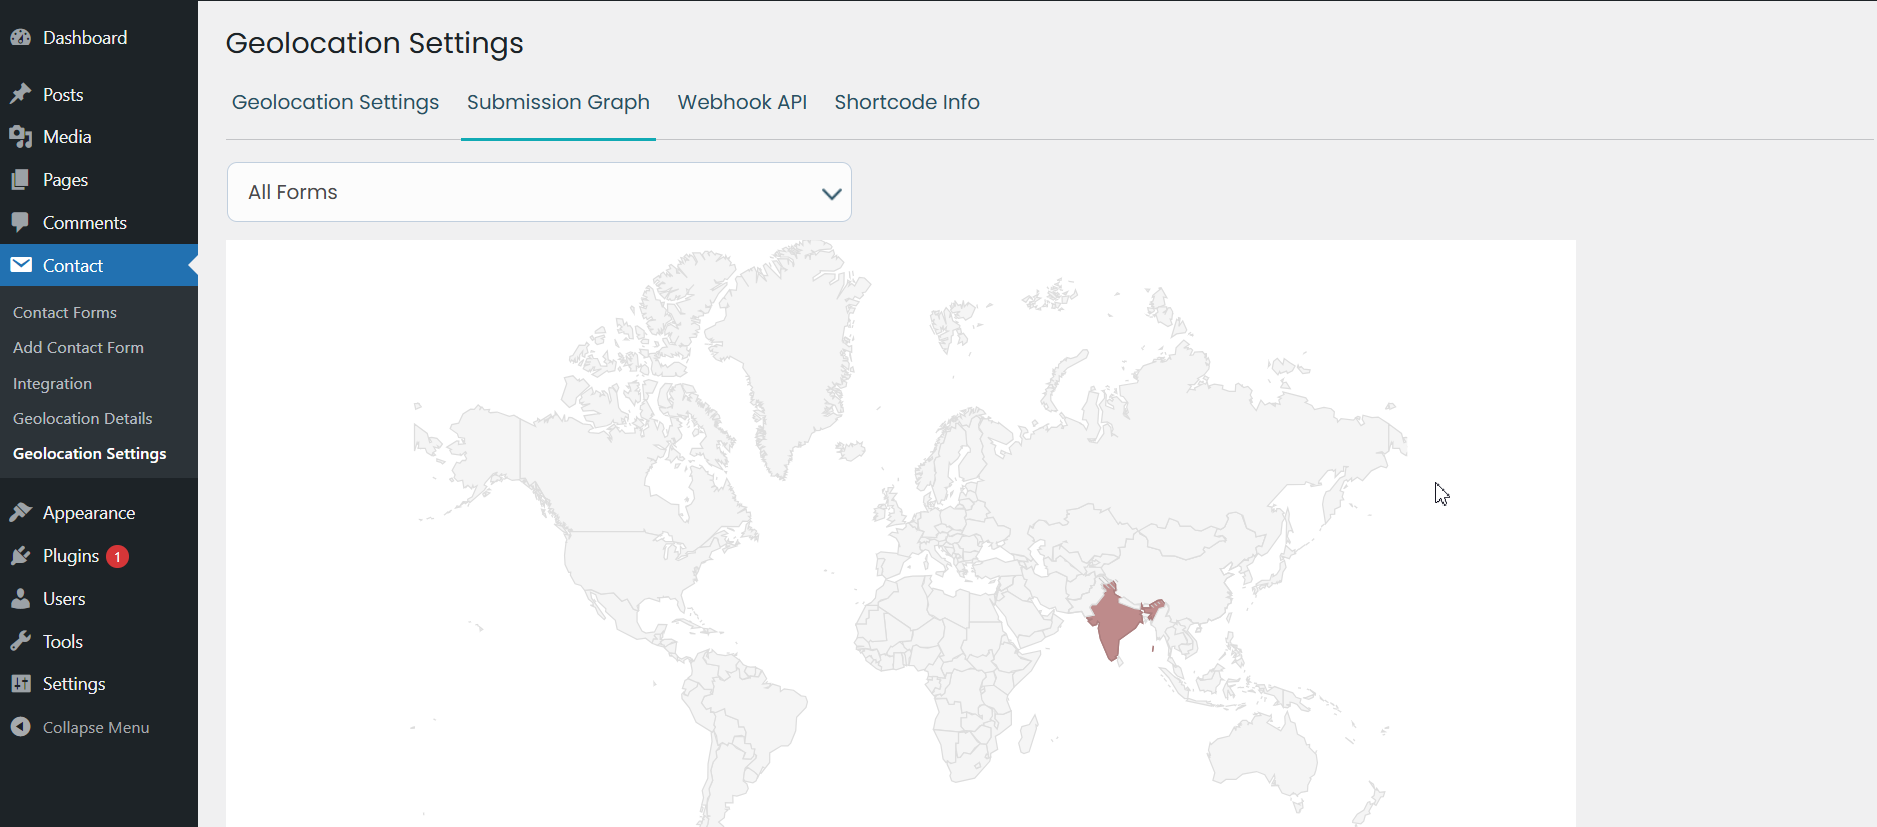 Dashboard
Posts
Media
Pages
Comments
Contact
Contact Forms
Add Contact Form
Integration
Geolocation Details
Geolocation Settings
Appearance
Plugins 1
Users
Tools
Settings
Collapse Menu
Geolocation Settings
Geolocation Settings Submission Graph Webhook API Shortcode Info
All Forms